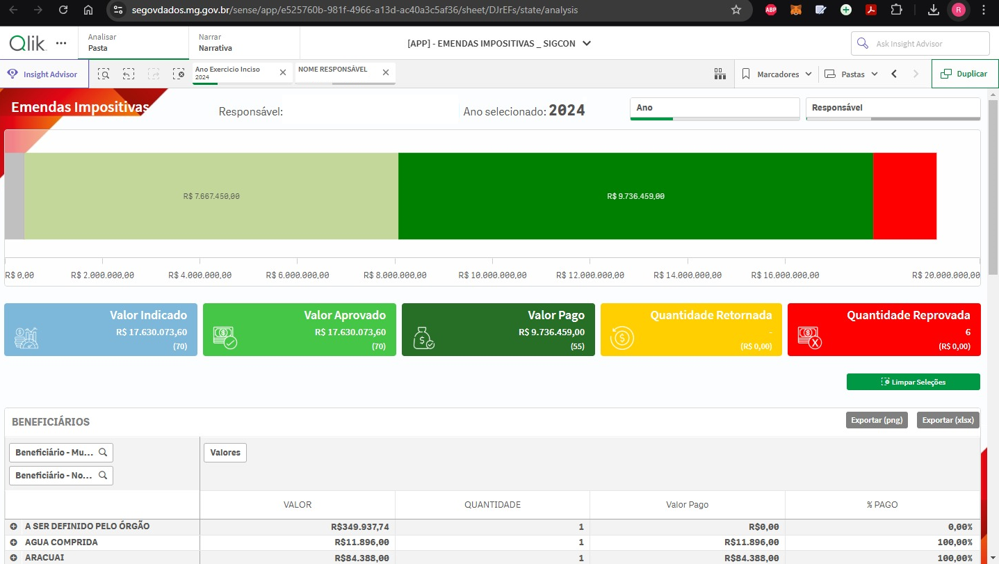 segovdados.mg.gov.br/sense/app/e525760b-981f-4966-a13d-ac40a3c5af36/sheet/DJrEFs/state/analysis
ABP
R
Qlik
Analisar
Pasta
Narrar
Narrativa
[APP] - EMENDAS IMPOSITIVAS _ SIGCON
Ask Insight Advisor
Insight Advisor
Ano Exercicio Inciso
2024
NOME RESPONSÁVEL
Marcadores
Pastas
Duplicar
Emendas Impositivas
Responsável:
Ano selecionado: 2024
Ano
Responsável
R$ 7.667.450,00
R$ 9.736.459,00
R$ 0,00 R$ 2.000.000,00 R$ 4.000.000,00 R$ 6.000.000,00 R$ 8.000.000,00 R$ 10.000.000,00 R$ 12.000.000,00 R$ 14.000.000,00 R$ 16.000.000,00 R$ 20.000.000,00
Valor Indicado
R$ 17.630.073,60
(70)
Valor Aprovado
R$ 17.630.073,60
(70)
Valor Pago
R$ 9.736.459,00
(55)
Quantidade Retornada
-
(R$ 0,00)
Quantidade Reprovada
6
(R$ 0,00)
Limpar Seleções
BENEFICIÁRIOS
Exportar (png)
Exportar (xlsx)
Beneficiário - Mu...
Valores
Beneficiário - No...
VALOR QUANTIDADE Valor Pago % PAGO
A SER DEFINIDO PELO ÓRGÃO R$349.937,74 1 R$0,00 0,00%
AGUA COMPRIDA R$11.896,00 1 R$11.896,00 100,00%
ARACUAI R$84.388,00 1 R$84.388,00 100,00%